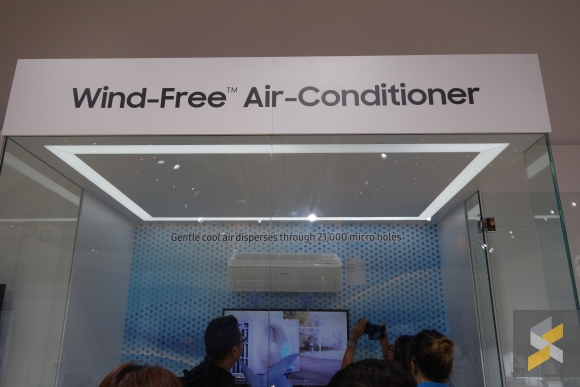 Wind-Free™ Air-Conditioner
Gentle cool air disperses through 21,000 micro holes